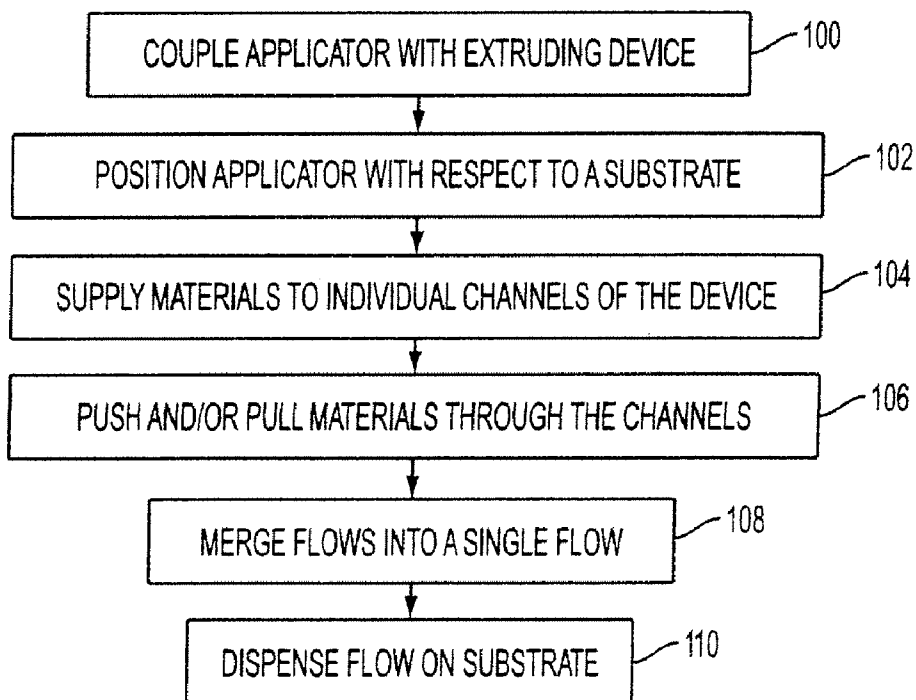 COUPLE APPLICATOR WITH EXTRUDING DEVICE
100
POSITION APPLICATOR WITH RESPECT TO A SUBSTRATE
102
SUPPLY MATERIALS TO INDIVIDUAL CHANNELS OF THE DEVICE
104
PUSH AND/OR PULL MATERIALS THROUGH THE CHANNELS
106
MERGE FLOWS INTO A SINGLE FLOW
108
DISPENSE FLOW ON SUBSTRATE
110